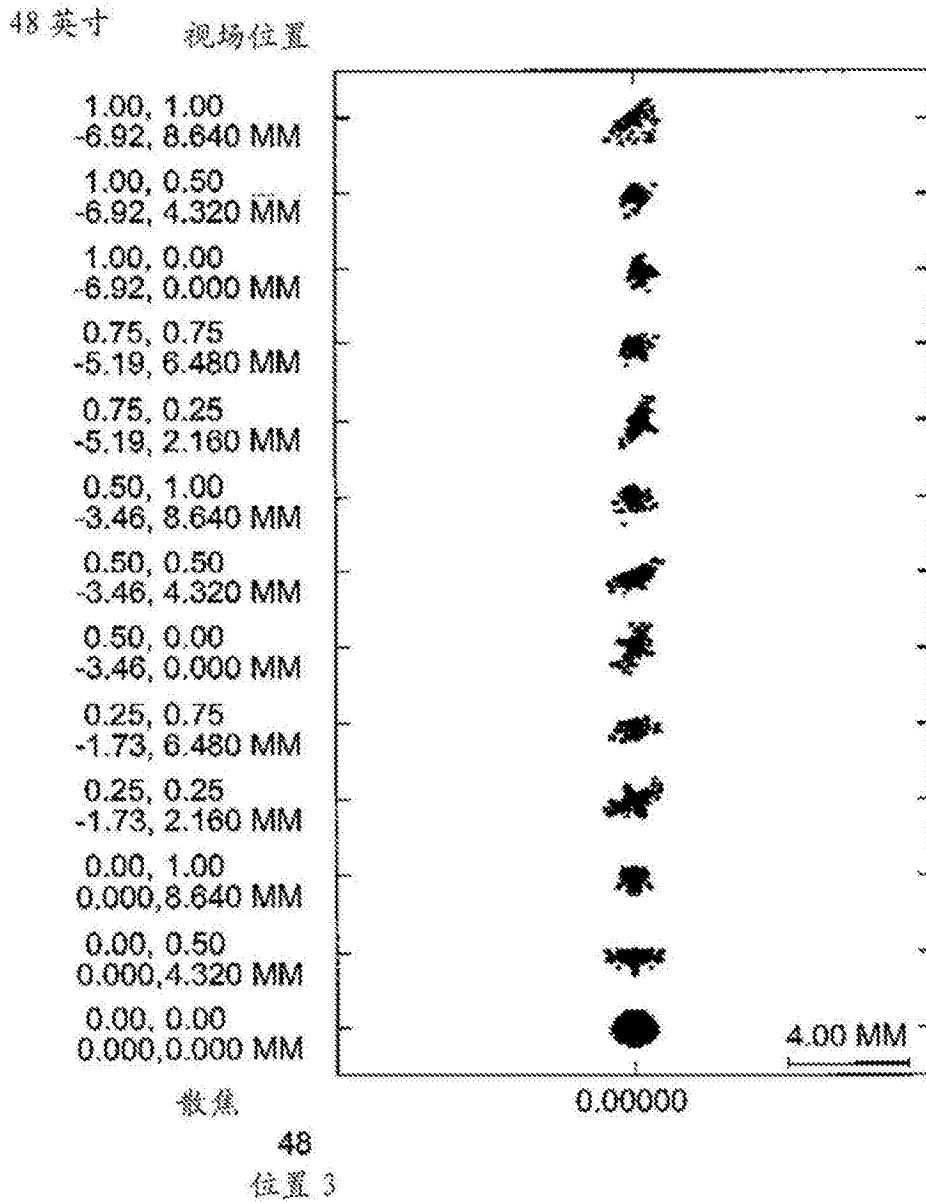 48 英寸
视场位置
1.00, 1.00
-6.92, 8.640 MM
1.00, 0.50
-6.92, 4.320 MM
1.00, 0.00
-6.92, 0.000 MM
0.75, 0.75
-5.19, 6.480 MM
0.75, 0.25
-5.19, 2.160 MM
0.50, 1.00
-3.46, 8.640 MM
0.50, 0.50
-3.46, 4.320 MM
0.50, 0.00
-3.46, 0.000 MM
0.25, 0.75
-1.73, 6.480 MM
0.25, 0.25
-1.73, 2.160 MM
0.00, 1.00
0.000,8.640 MM
0.00, 0.50
0.000,4.320 MM
0.00, 0.00
0.000,0.000 MM
4.00 MM
散焦
0.00000
48
位置 3